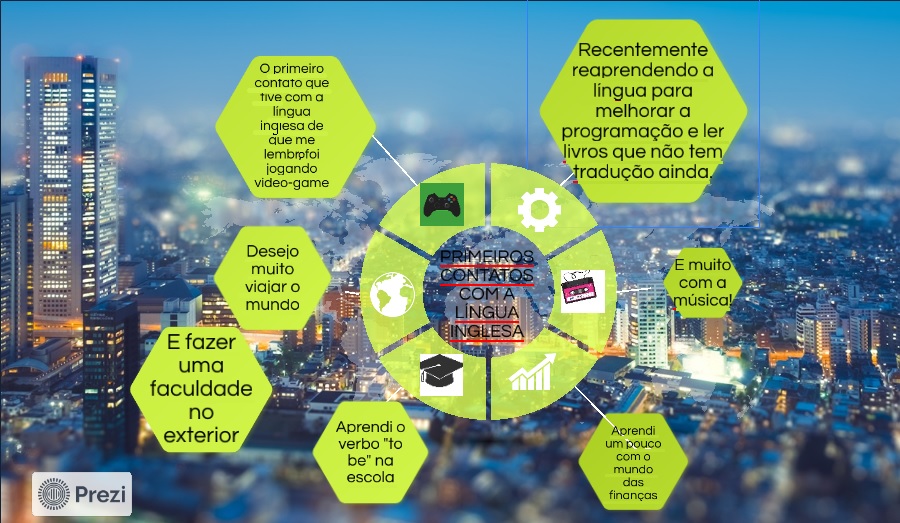 O primeiro
contato que
tive com a
língua
inglesa de
que me
lembro foi
jogando
video-game
Recentemente
reaprendendo a
língua para
melhorar a
programação e ler
livros que não tem
tradução ainda.
PRIMEIROS
CONTATOS
COM A
LÍNGUA
INGLESA
Desejo
muito
viajar o
mundo
E muito
com a
música!
E fazer
uma
faculdade
no
exterior
Aprendi o
verbo "to
be" na
escola
Aprendi
um pouco
com o
mundo
das
finanças
Prezi